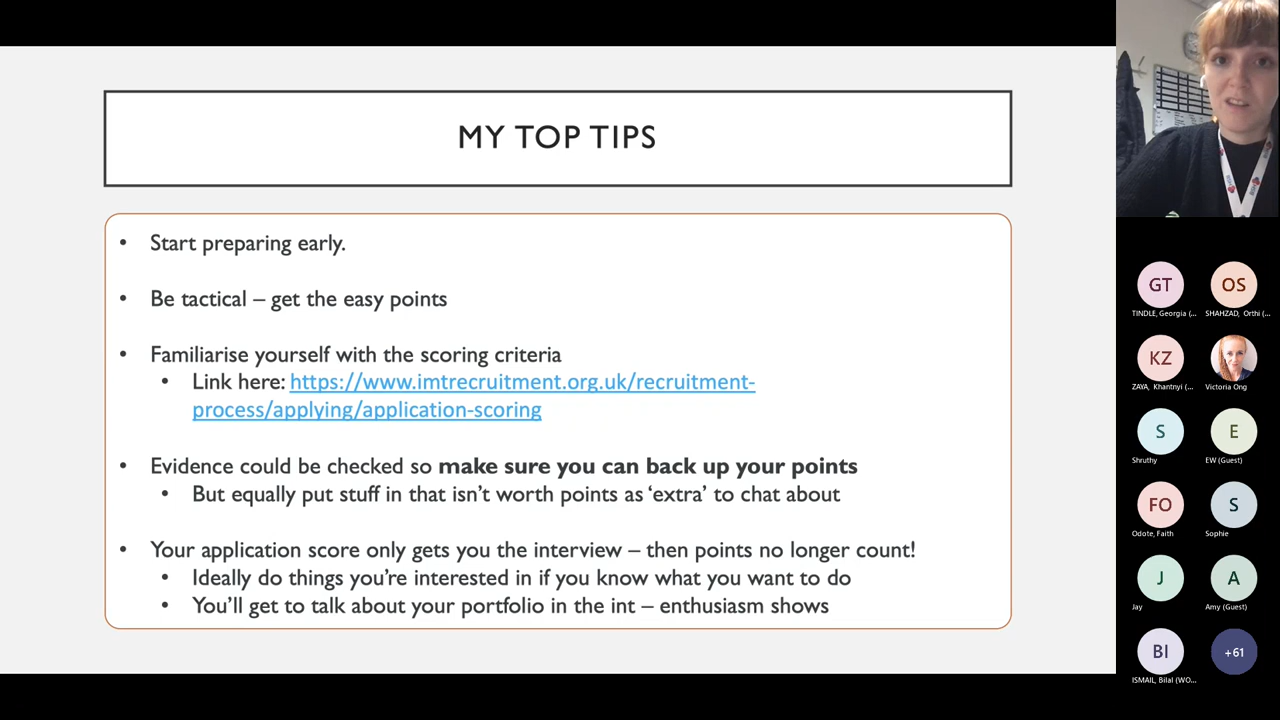 MY TOP TIPS
• Start preparing early.
• Be tactical – get the easy points
• Familiarise yourself with the scoring criteria
• Link here: https://www.imtrecruitment.org.uk/recruitment-
process/applying/application-scoring
• Evidence could be checked so make sure you can back up your points
• But equally put stuff in that isn't worth points as 'extra' to chat about
• Your application score only gets you the interview – then points no longer count!
• Ideally do things you're interested in if you know what you want to do
• You'll get to talk about your portfolio in the int – enthusiasm shows
GT
OS
TINDLE, Georgia (...
SHAHZAD, Orthi (...
KZ
ZAYA, Khantnyi (...
Victoria Ong
S
E
Shruthy
EW (Guest)
FO
S
Odote, Faith
Sophie
J
A
Jay
Amy (Guest)
BI
+61
ISMAIL, Bilal (WO...